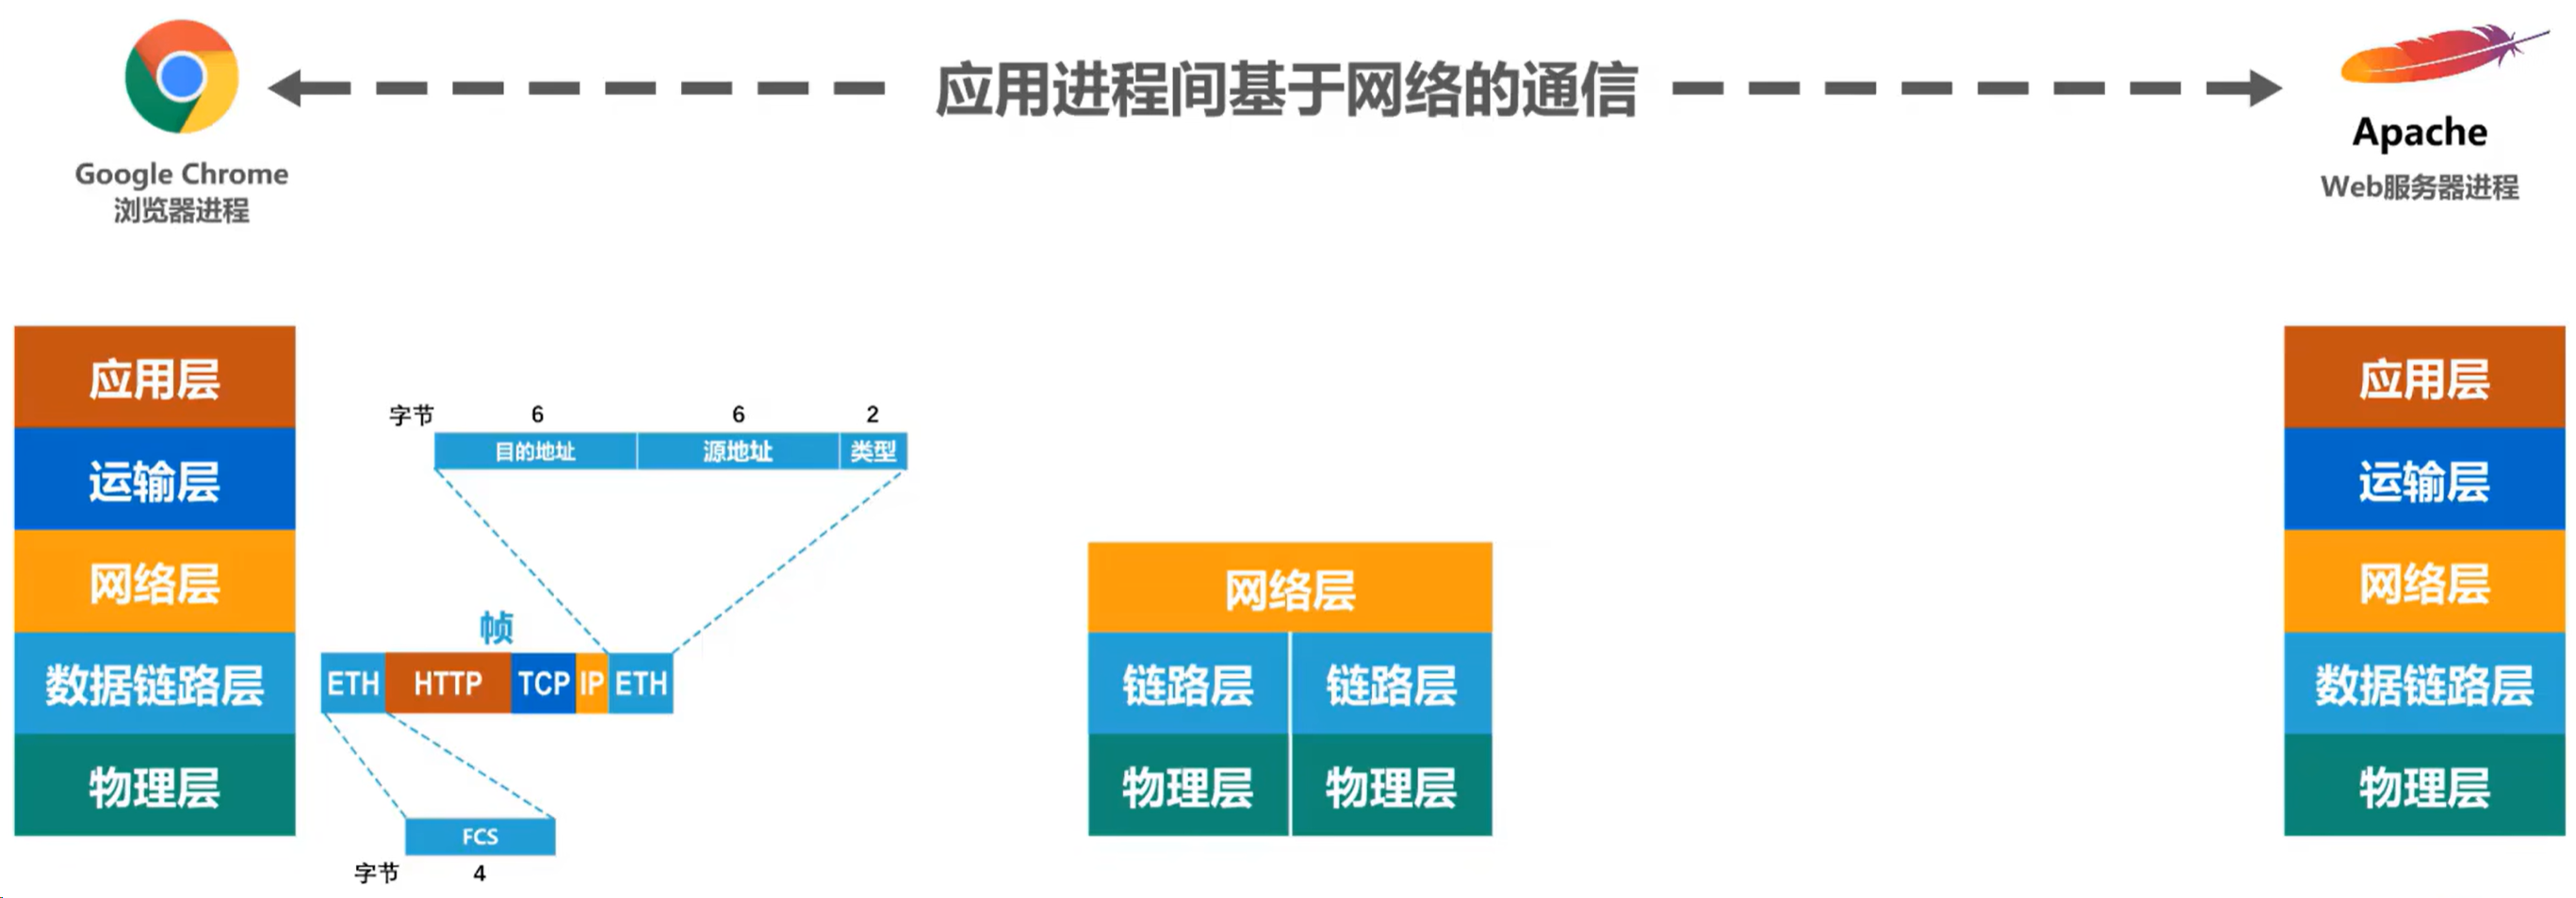 应用进程间基于网络的通信
Google Chrome
浏览器进程
Apache
Web服务器进程
应用层
运输层
网络层
数据链路层
物理层
字节 6 6 2
目的地址 源地址 类型
帧
ETH HTTP TCP IP ETH
FCS
字节 4
网络层
链路层 链路层
物理层 物理层
应用层
运输层
网络层
数据链路层
物理层